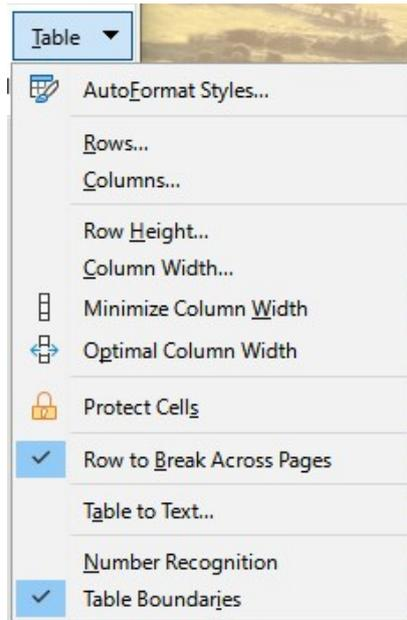 Table
AutoFormat Styles...
Rows...
Columns...
Row Height...
Column Width...
Minimize Column Width
Optimal Column Width
Protect Cells
Row to Break Across Pages
Table to Text...
Number Recognition
Table Boundaries